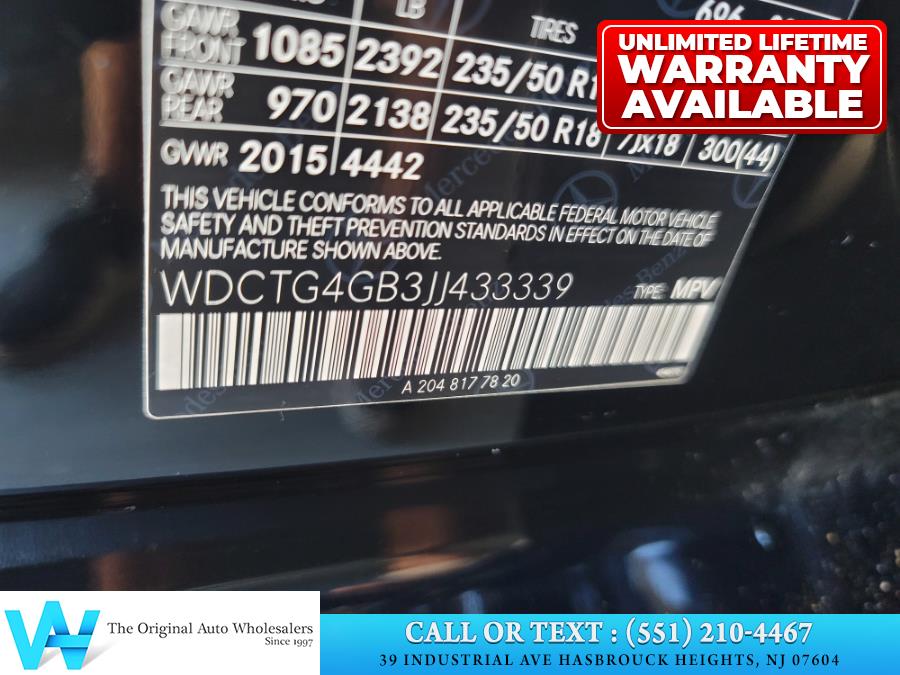 LB
TIRES
GAWR FRONT 1085 2392 235/50 R1
GAWR REAR 970 2138 235/50 R18 7JX18 300(44)
GVWR 2015 4442
THIS VEHICLE CONFORMS TO ALL APPLICABLE FEDERAL MOTOR VEHICLE
SAFETY AND THEFT PREVENTION STANDARDS IN EFFECT ON THE DATE OF
MANUFACTURE SHOWN ABOVE.
WDCTG4GB3JJ433339 TYPE: MPV
A 204 817 78 20
UNLIMITED LIFETIME
WARRANTY
AVAILABLE
The Original Auto Wholesalers
Since 1997
CALL OR TEXT : (551) 210-4467
39 INDUSTRIAL AVE HASBROUCK HEIGHTS, NJ 07604